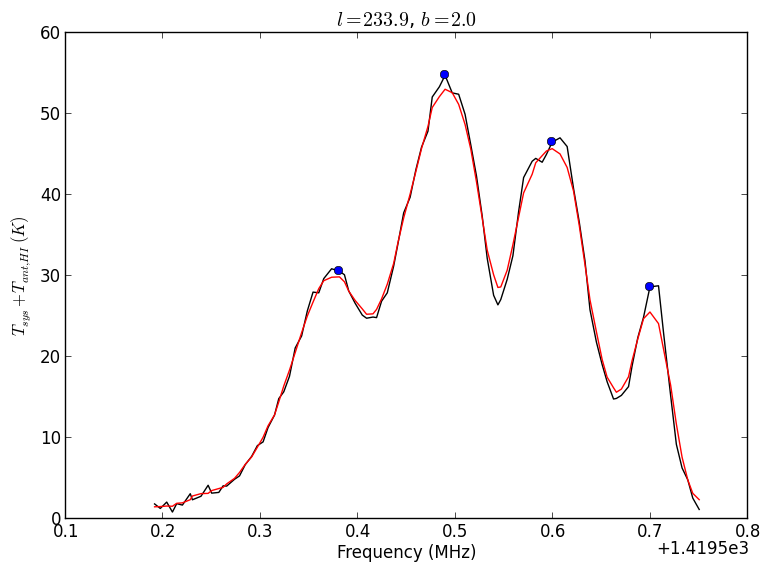 l = 233.9, b = 2.0
60
50
40
30
20
10
0
T_sys + T_ant,HI (K)
0.1 0.2 0.3 0.4 0.5 0.6 0.7 0.8
+1.4195e3
Frequency (MHz)